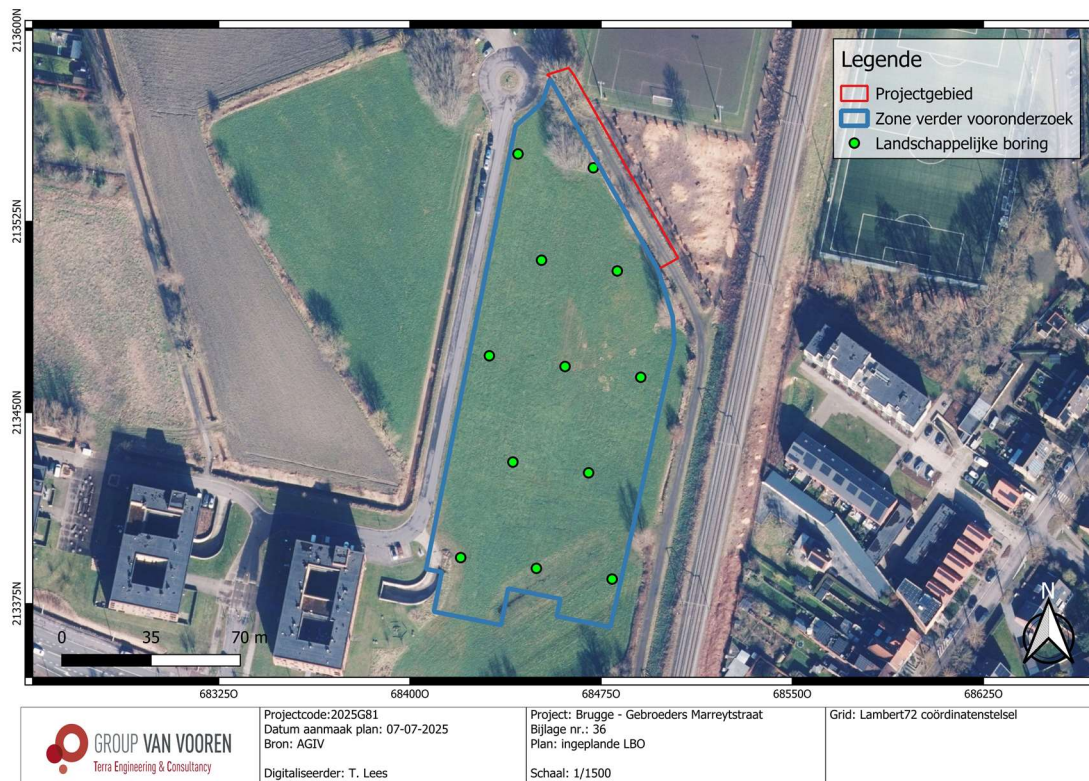 213600N
213525N
213450N
213375N
Legende
Projectgebied
Zone verder vooronderzoek
Landschappelijke boring
N
0 35 70 m
683250 684000 684750 685500 686250
GROUP VAN VOOREN
Terra Engineering & Consultancy
Projectcode:2025G81
Datum aanmaak plan: 07-07-2025
Bron: AGIV
Digitaliseerder: T. Lees
Project: Brugge - Gebroeders Marreytstraat
Bijlage nr.: 36
Plan: ingeplande LBO
Schaal: 1/1500
Grid: Lambert72 coördinatenstelsel